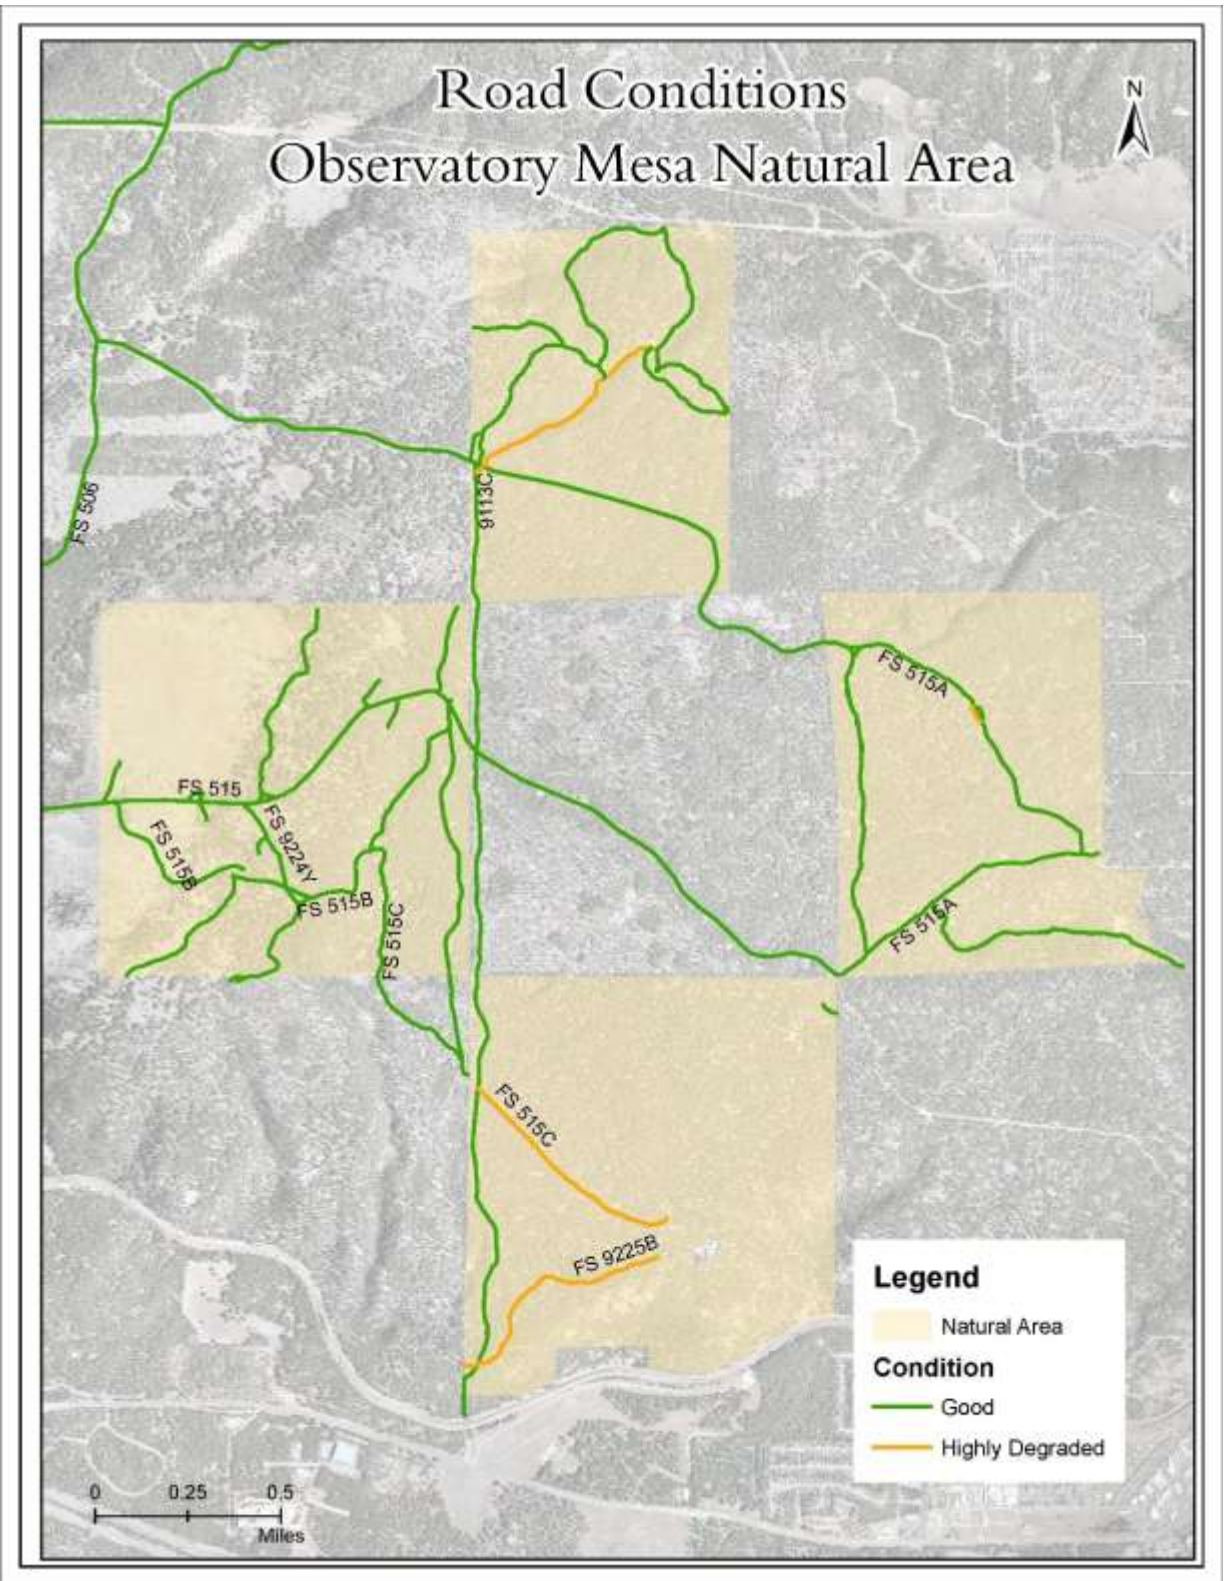 Road Conditions
Observatory Mesa Natural Area
N
FS 506
9113C
FS 515A
FS 515
FS 9224Y
FS 515B
FS 515B
FS 515C
FS 515A
FS 515C
FS 9225B
Legend
Natural Area
Condition
Good
Highly Degraded
0 0.25 0.5
Miles